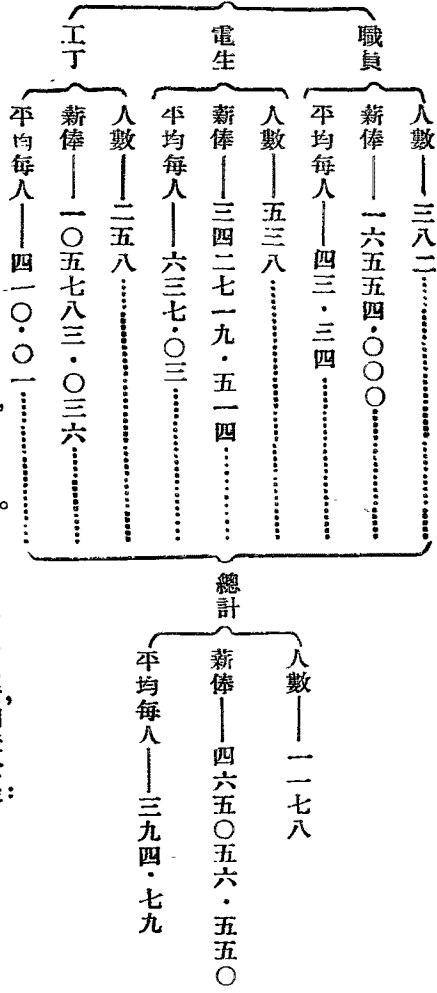 職員
人數——三八二
薪俸——一六五五四·〇〇〇
平均每人——四三·三四
電生
人數——五三八
薪俸——三四二七一九·五一四
平均每人——六三七·〇三
工丁
人數——二五八
薪俸——一〇五七八三·〇三六
平均每人——四一〇·〇一
總計
人數——一一七八
薪俸——四六五〇五六·五五〇
平均每人——三九四·七九